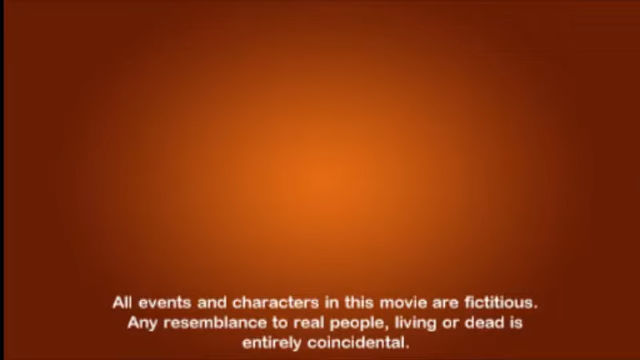 All events and characters in this movie are fictitious.
Any resemblance to real people, living or dead is
entirely coincidental.